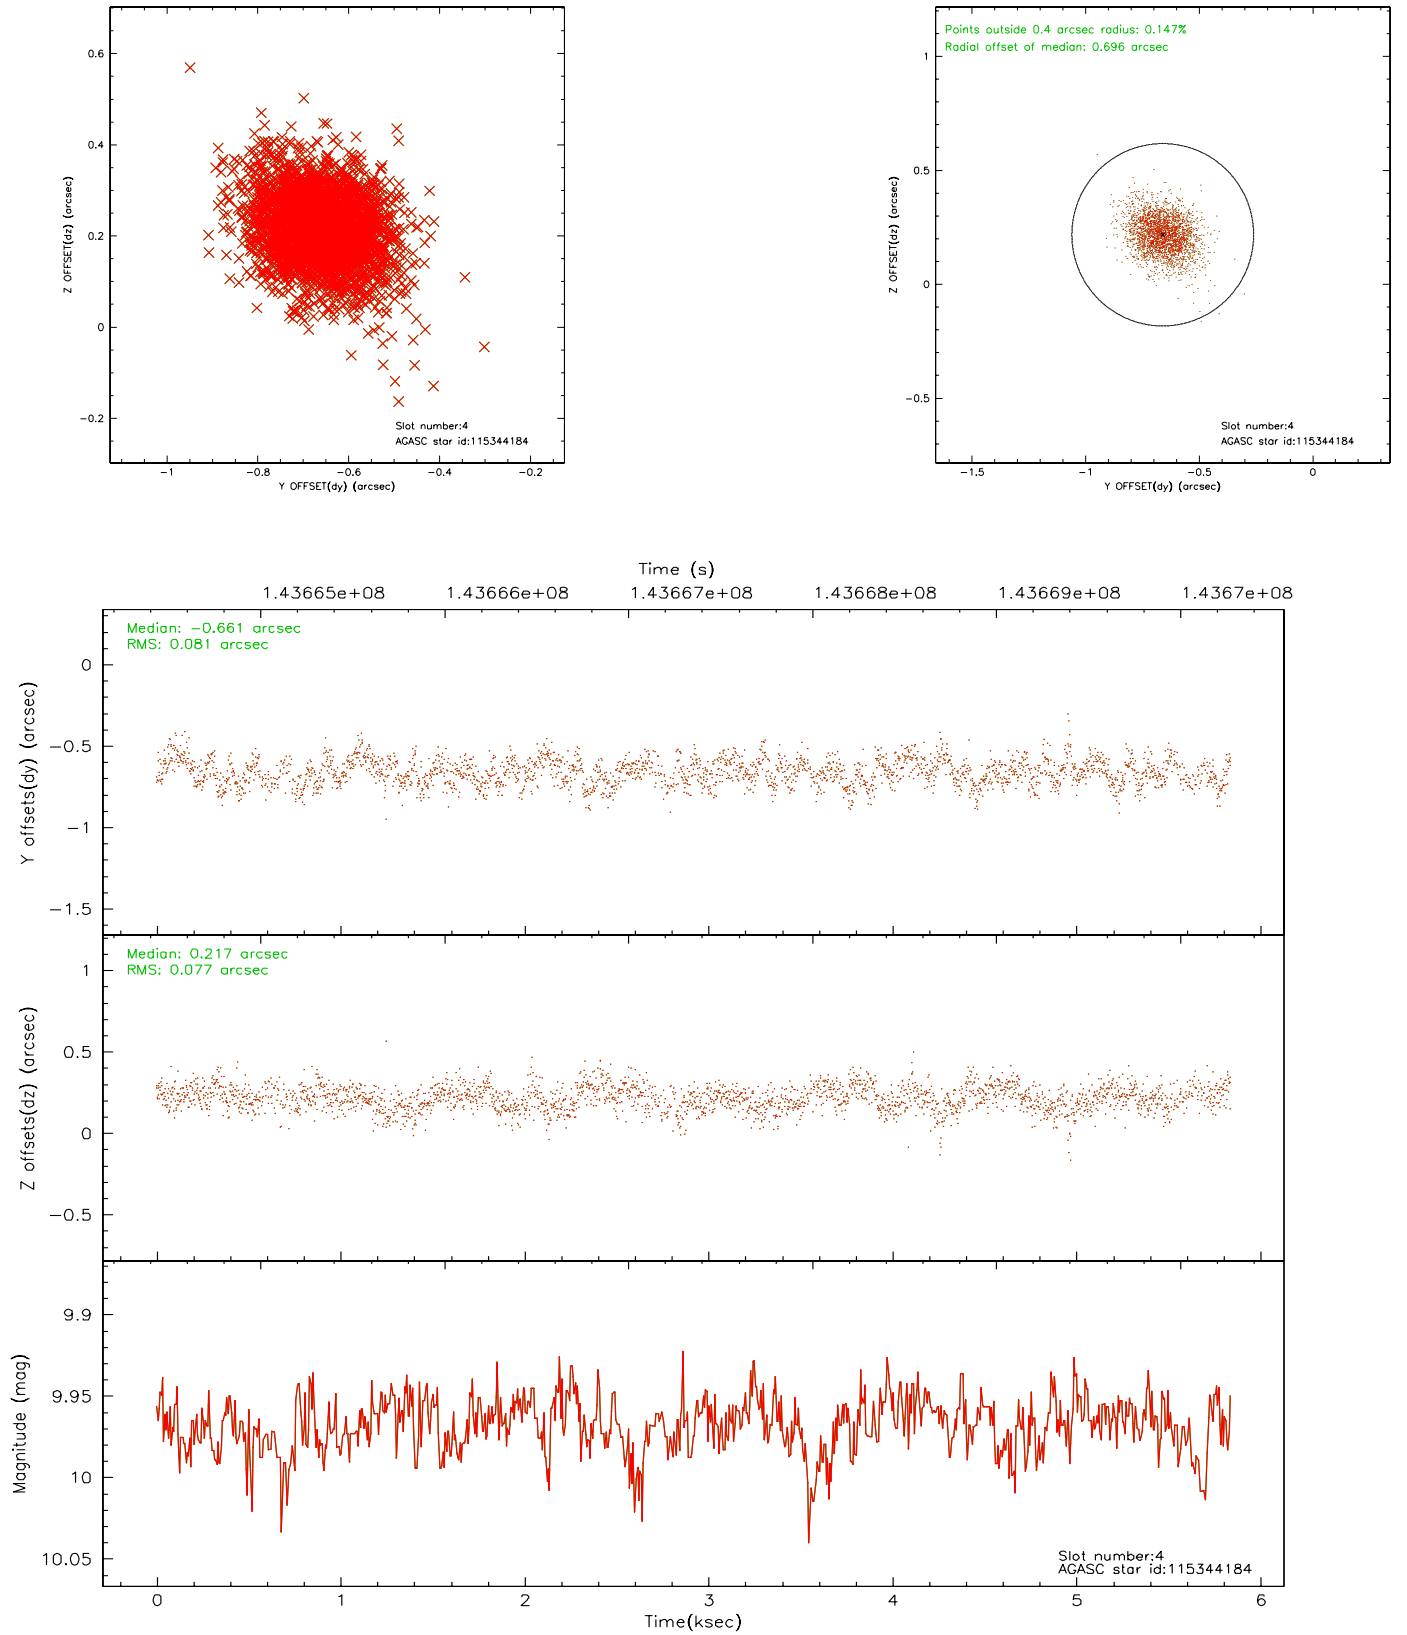 0.6
0.4
0.2
0
−0.2
Z OFFSET(dz) (arcsec)
Slot number:4
AGASC star id:115344184
−1
−0.8
−0.6
−0.4
−0.2
Y OFFSET(dy) (arcsec)
Points outside 0.4 arcsec radius: 0.147%
Radial offset of median: 0.696 arcsec
1
0.5
0
−0.5
Z OFFSET(dz) (arcsec)
Slot number:4
AGASC star id:115344184
−1.5
−1
−0.5
0
Y OFFSET(dy) (arcsec)
Time (s)
1.43665e+08
1.43666e+08
1.43667e+08
1.43668e+08
1.43669e+08
1.4367e+08
Median: −0.661 arcsec
RMS: 0.081 arcsec
0
−0.5
−1
−1.5
Y offsets(dy) (arcsec)
Median: 0.217 arcsec
RMS: 0.077 arcsec
1
0.5
0
−0.5
Z offsets(dz) (arcsec)
9.9
9.95
10
10.05
Magnitude (mag)
Slot number:4
AGASC star id:115344184
0
1
2
3
4
5
6
Time(ksec)